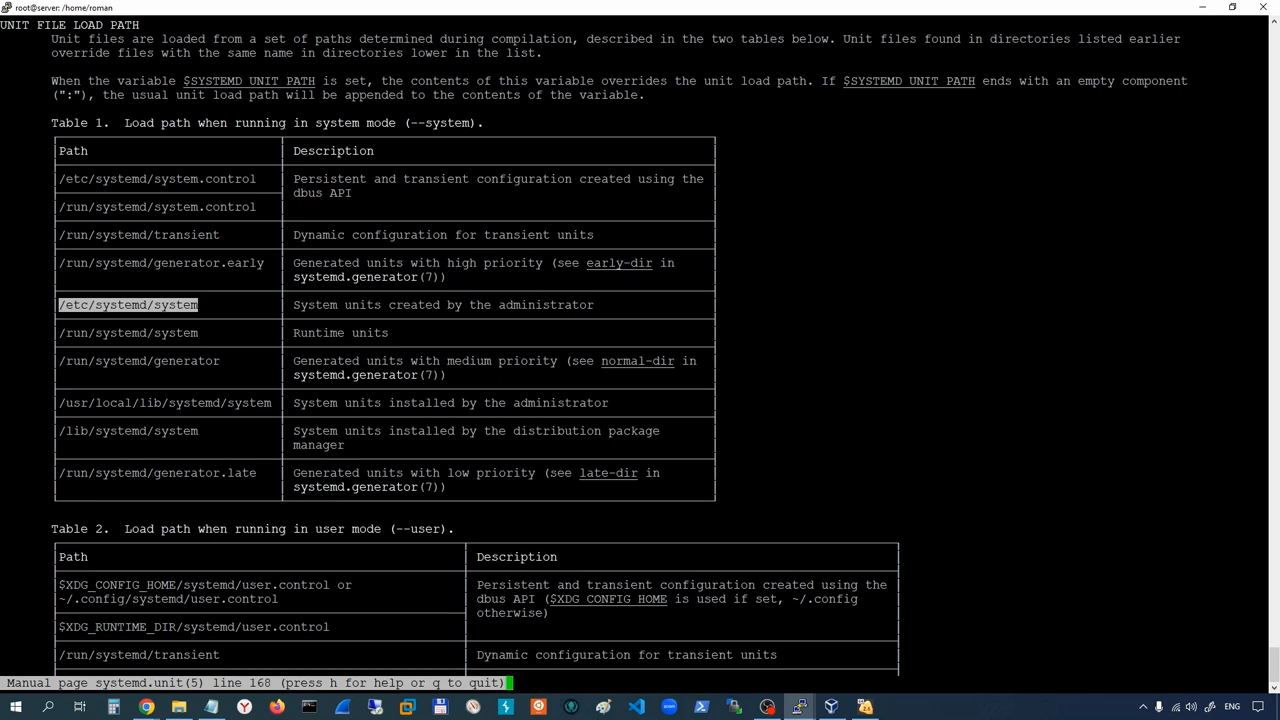 root@server: /home/roman
UNIT FILE LOAD PATH
Unit files are loaded from a set of paths determined during compilation, described in the two tables below. Unit files found in directories listed earlier
override files with the same name in directories lower in the list.
When the variable $SYSTEMD_UNIT_PATH is set, the contents of this variable overrides the unit load path. If $SYSTEMD_UNIT_PATH ends with an empty component
(":"), the usual unit load path will be appended to the contents of the variable.
Table 1. Load path when running in system mode (--system).
Path Description
/etc/systemd/system.control Persistent and transient configuration created using the
dbus API
/run/systemd/system.control
/run/systemd/transient Dynamic configuration for transient units
/run/systemd/generator.early Generated units with high priority (see early-dir in
systemd.generator(7))
/etc/systemd/system System units created by the administrator
/run/systemd/system Runtime units
/run/systemd/generator Generated units with medium priority (see normal-dir in
systemd.generator(7))
/usr/local/lib/systemd/system System units installed by the administrator
/lib/systemd/system System units installed by the distribution package
manager
/run/systemd/generator.late Generated units with low priority (see late-dir in
systemd.generator(7))
Table 2. Load path when running in user mode (--user).
Path Description
$XDG_CONFIG_HOME/systemd/user.control or Persistent and transient configuration created using the
~/.config/systemd/user.control dbus API ($XDG_CONFIG_HOME is used if set, ~/.config
otherwise)
$XDG_RUNTIME_DIR/systemd/user.control
/run/systemd/transient Dynamic configuration for transient units
Manual page systemd.unit(5) line 168 (press h for help or q to quit)
ENG